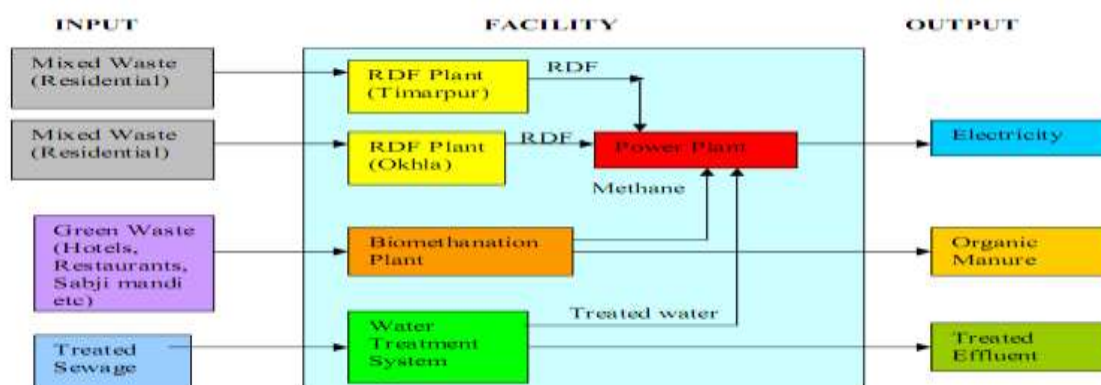 INPUT
FACILITY
OUTPUT
Mixed Waste
(Residential)
RDF Plant
(Timarpur)
RDF
Mixed Waste
(Residential)
RDF Plant
(Okhla)
RDF
Power Plant
Electricity
Methane
Green Waste
(Hotels,
Restaurants,
Sabji mandi
etc)
Biomethanation
Plant
Organic
Manure
Treated water
Treated
Sewage
Water
Treatment
System
Treated
Effluent